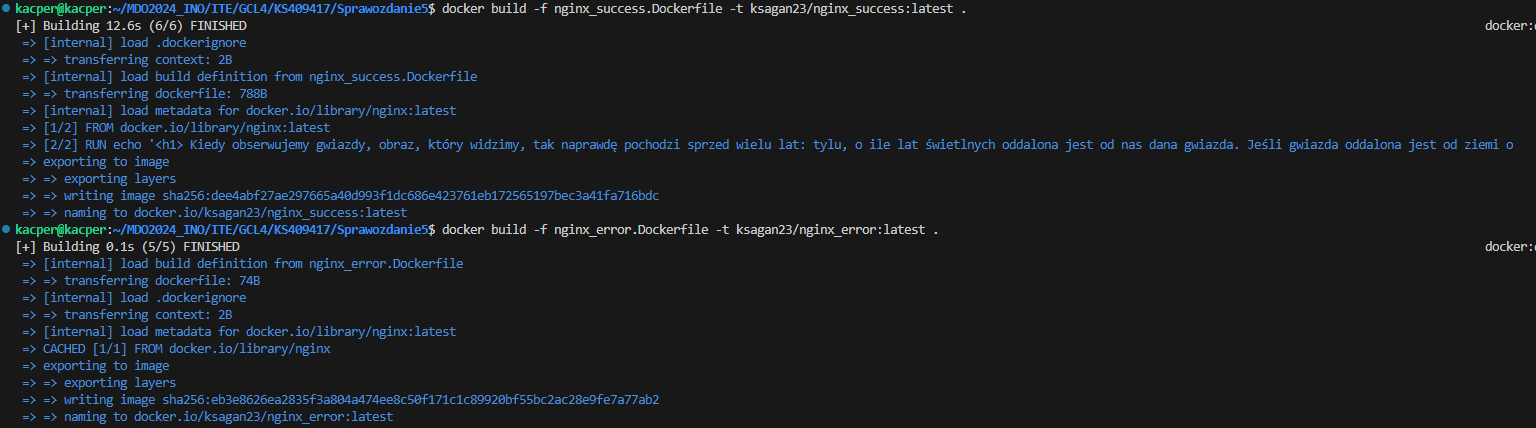 kacper@kacper:~/MDO2024_INO/ITE/GCL4/KS409417/Sprawozdanie5$ docker build -f nginx_success.Dockerfile -t ksagan23/nginx_success:latest .
[+] Building 12.6s (6/6) FINISHED docker:
=> [internal] load .dockerignore
=> => transferring context: 2B
=> [internal] load build definition from nginx_success.Dockerfile
=> => transferring dockerfile: 788B
=> [internal] load metadata for docker.io/library/nginx:latest
=> [1/2] FROM docker.io/library/nginx:latest
=> [2/2] RUN echo '<h1> Kiedy obserwujemy gwiazdy, obraz, który widzimy, tak naprawdę pochodzi sprzed wielu lat: tylu, o ile lat świetlnych oddalona jest od nas dana gwiazda. Jeśli gwiazda oddalona jest od ziemi o
=> exporting to image
=> => exporting layers
=> => writing image sha256:dee4abf27ae297665a40d993f1dc686e423761eb172565197bec3a41fa716bdc
=> => naming to docker.io/ksagan23/nginx_success:latest
kacper@kacper:~/MDO2024_INO/ITE/GCL4/KS409417/Sprawozdanie5$ docker build -f nginx_error.Dockerfile -t ksagan23/nginx_error:latest .
[+] Building 0.1s (5/5) FINISHED docker:
=> [internal] load build definition from nginx_error.Dockerfile
=> => transferring dockerfile: 74B
=> [internal] load .dockerignore
=> => transferring context: 2B
=> [internal] load metadata for docker.io/library/nginx:latest
=> CACHED [1/1] FROM docker.io/library/nginx
=> exporting to image
=> => exporting layers
=> => writing image sha256:eb3e8626ea2835f3a804a474ee8c50f171c1c89920bf55bc2ac28e9fe7a77ab2
=> => naming to docker.io/ksagan23/nginx_error:latest